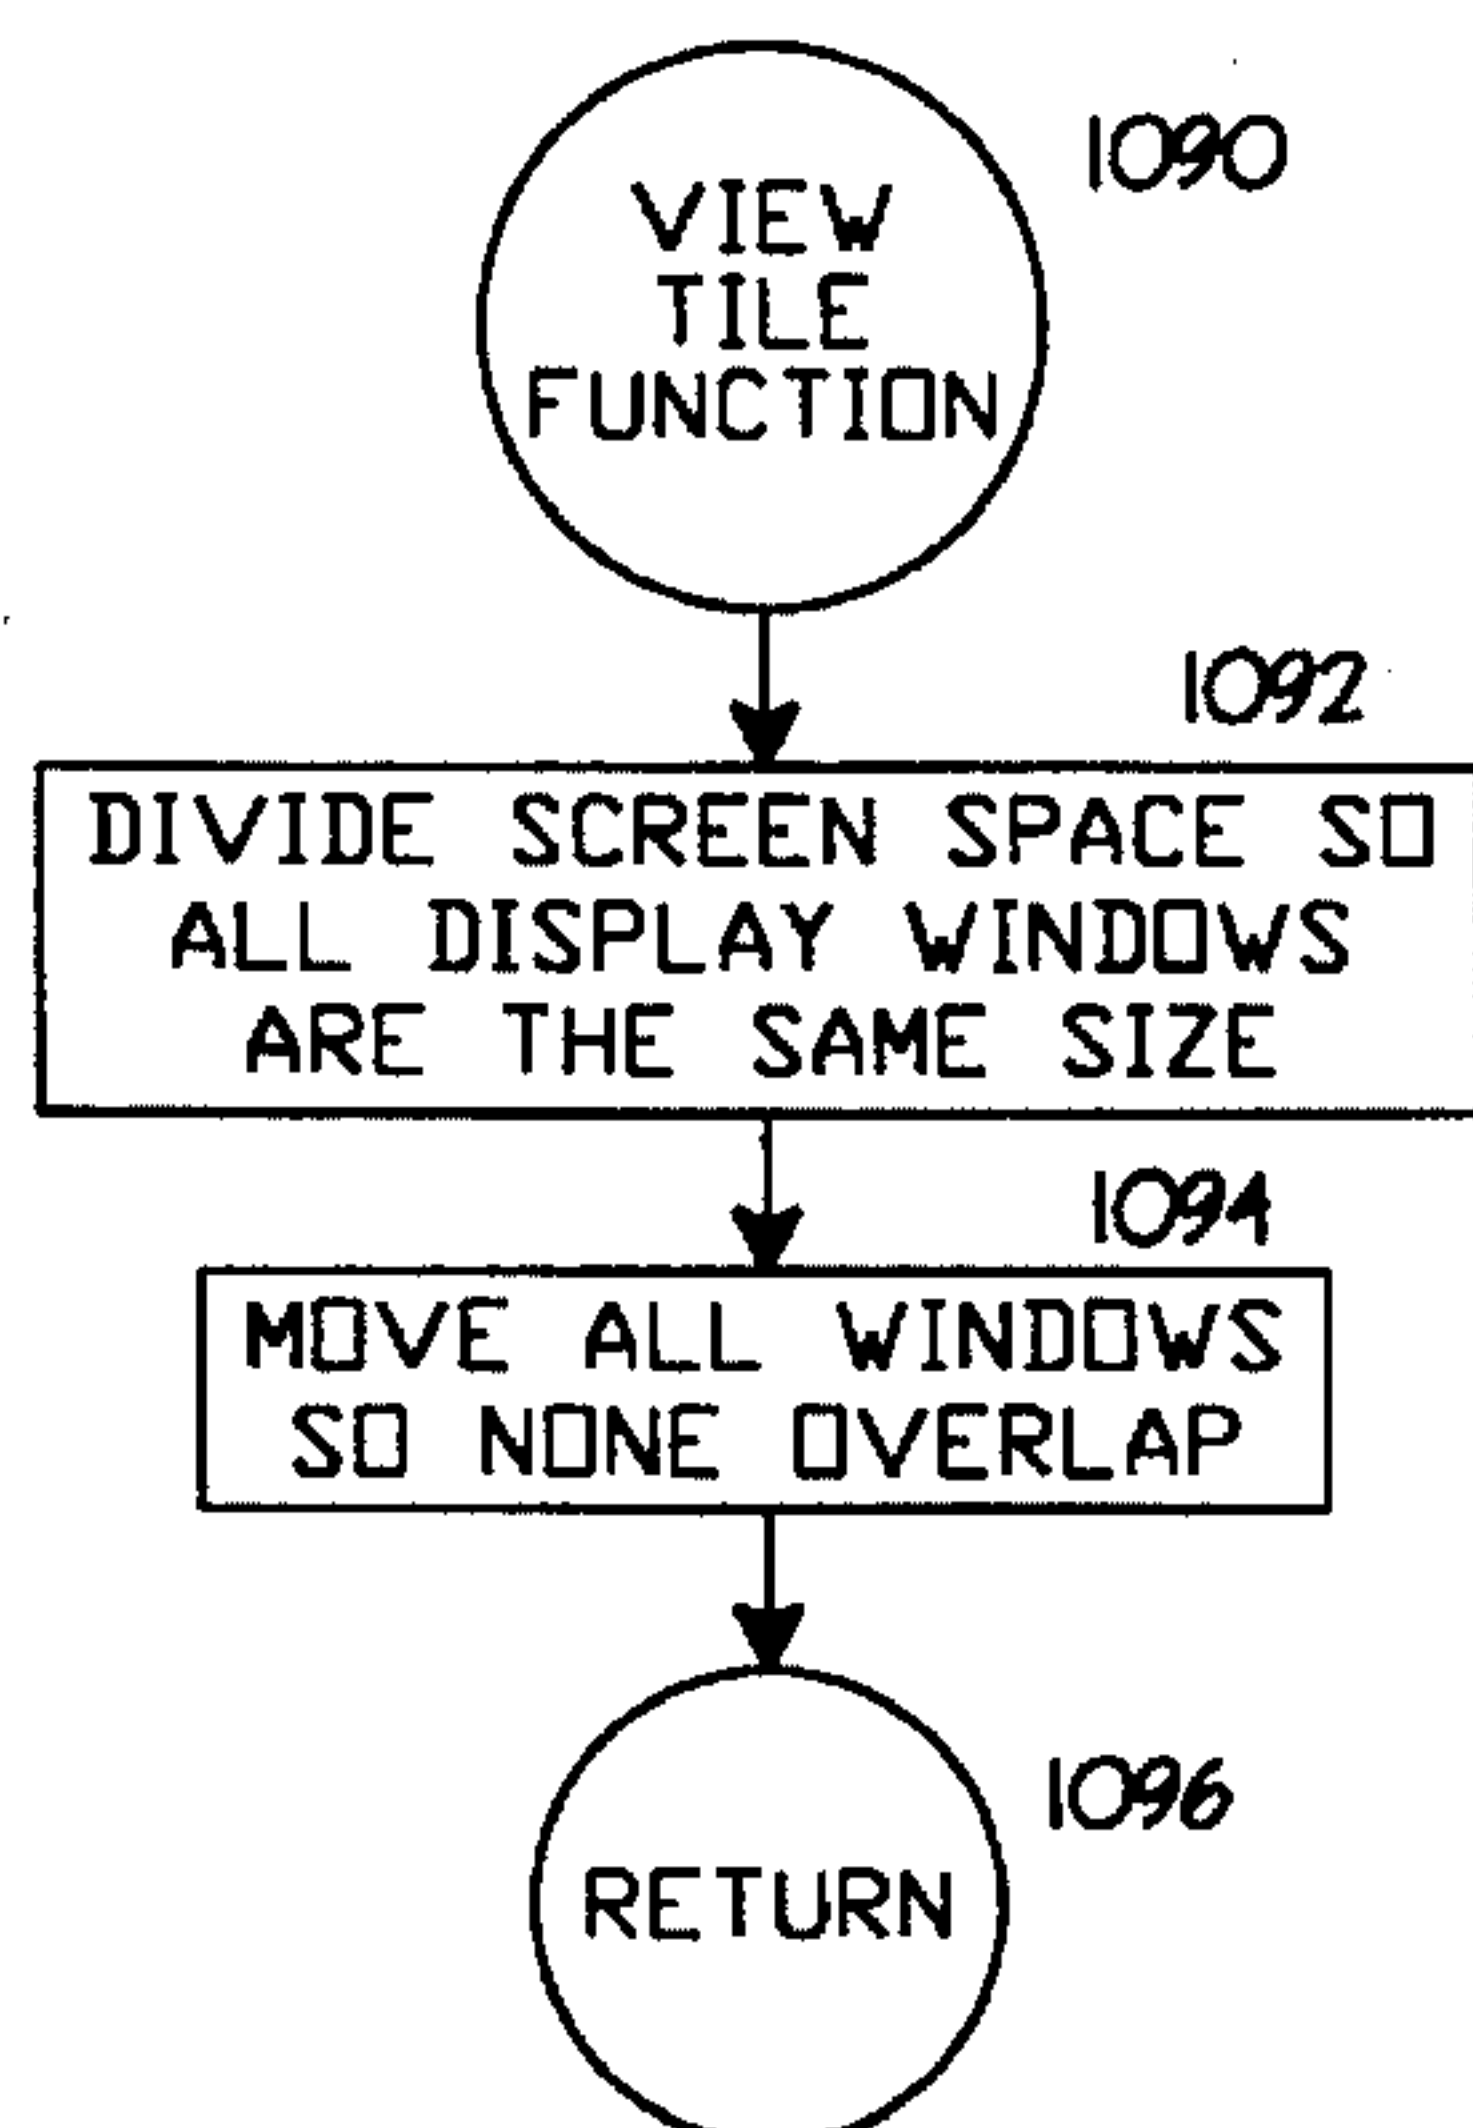 1090
VIEW
TILE
FUNCTION
1092
DIVIDE SCREEN SPACE SO
ALL DISPLAY WINDOWS
ARE THE SAME SIZE
1094
MOVE ALL WINDOWS
SO NONE OVERLAP
1096
RETURN